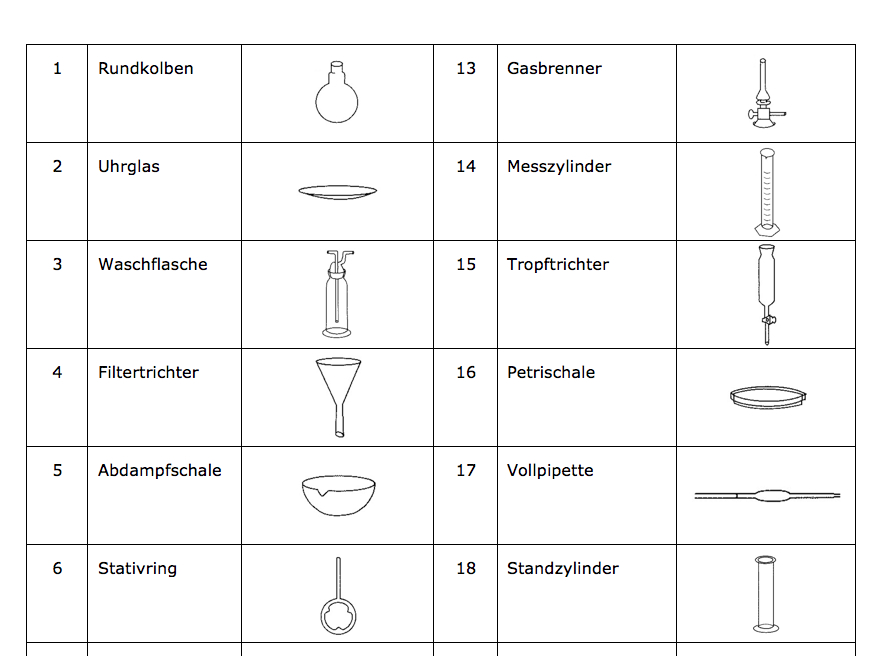 1 Rundkolben 13 Gasbrenner
2 Uhrglas 14 Messzylinder
3 Waschflasche 15 Tropftrichter
4 Filtertrichter 16 Petrischale
5 Abdampfschale 17 Vollpipette
6 Stativring 18 Standzylinder